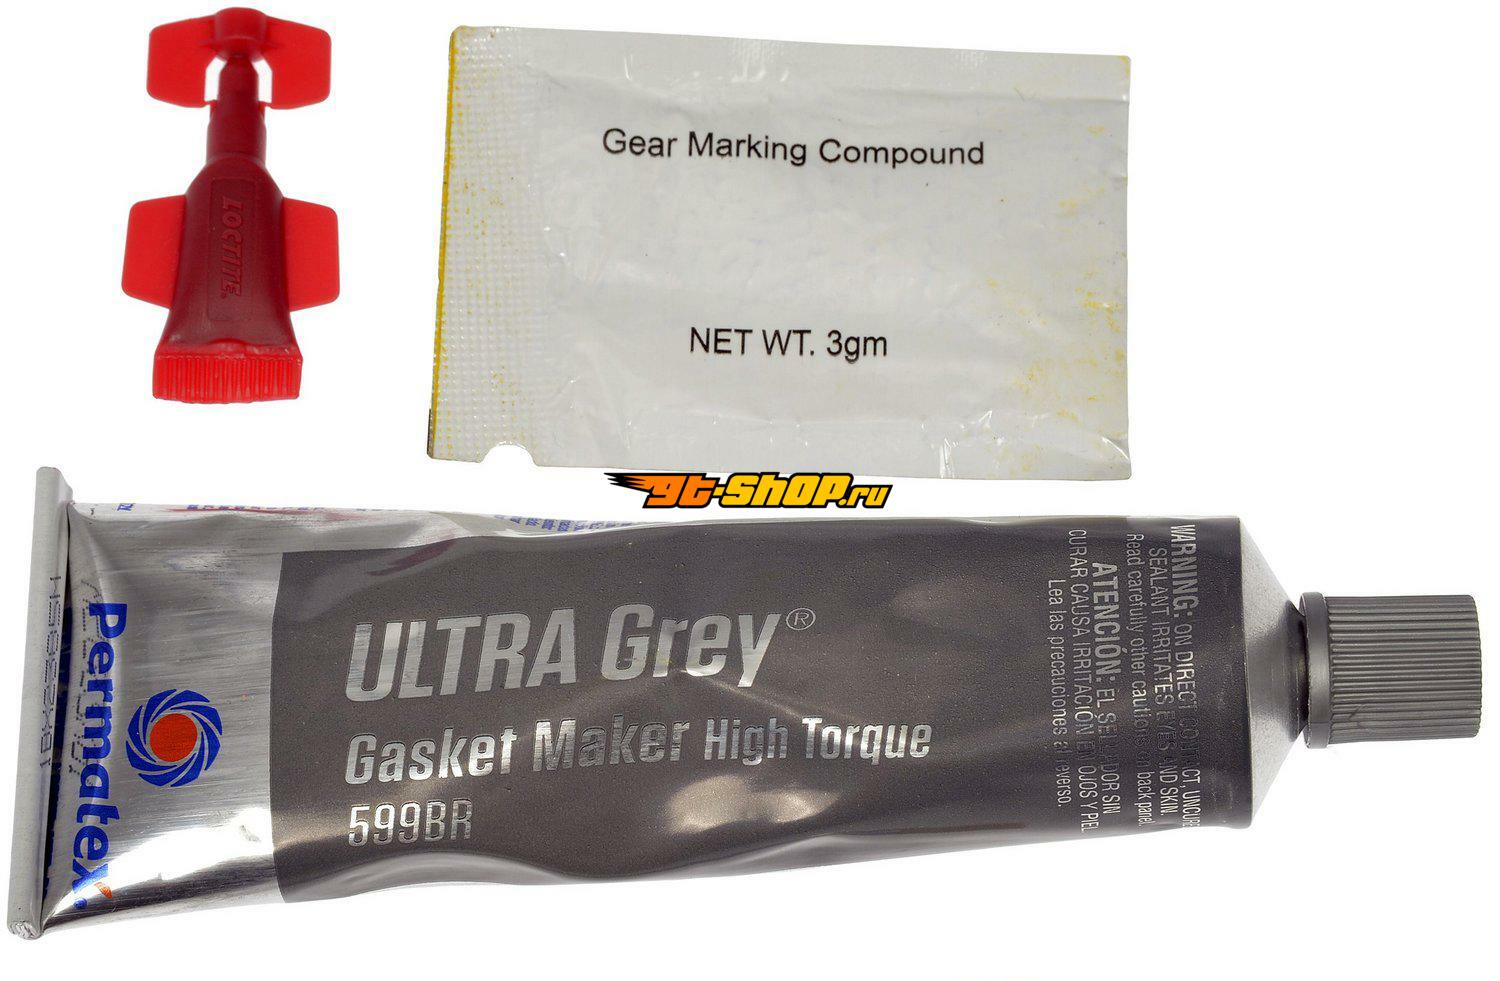 LOCTITE®
Gear Marking Compound
NET WT. 3gm
gt-shop.ru
Permatex®
ULTRA Grey®
Gasket Maker High Torque
599BR
WARNING: ON DIRECT CONTACT, UNCURE
SEALANT IRRITATES EYES AND SKIN.
Read carefully other cautions on back panel.
ATENCIÓN: EL SELLADOR SIN
CURAR CAUSA IRRITACIÓN EN OJOS Y PIEL
Lea las precauciones al reverso.